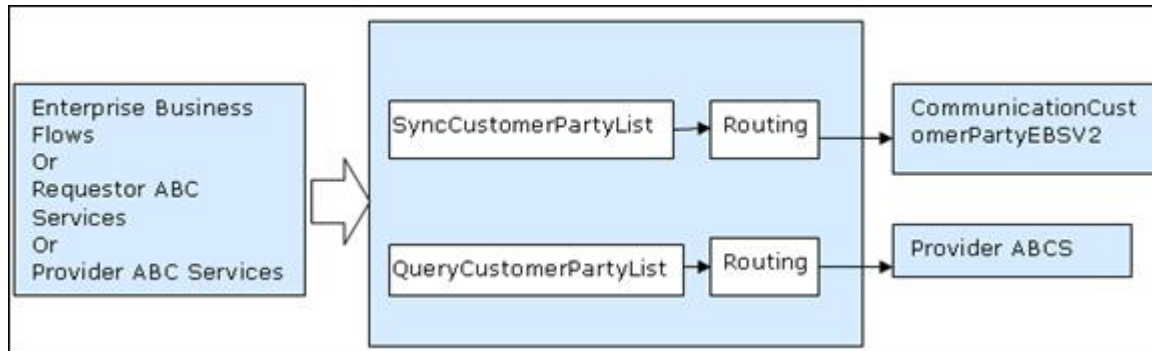 Enterprise Business
Flows
Or
Requestor ABC
Services
Or
Provider ABC Services
SyncCustomerPartyList
Routing
CommunicationCust
omerPartyEBSV2
QueryCustomerPartyList
Routing
Provider ABCS